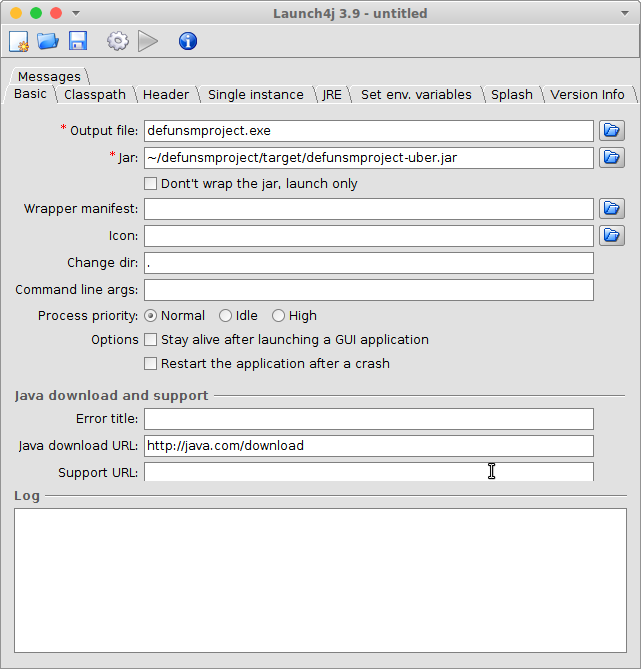 Launch4j 3.9 - untitled
Messages
Basic Classpath Header Single instance JRE Set env. variables Splash Version Info
* Output file: defunsmproject.exe
* Jar: ~/defunsmproject/target/defunsmproject-uber.jar
Dont't wrap the jar, launch only
Wrapper manifest:
Icon:
Change dir: .
Command line args:
Process priority: Normal Idle High
Options Stay alive after launching a GUI application
Restart the application after a crash
Java download and support
Error title:
Java download URL: http://java.com/download
Support URL:
Log